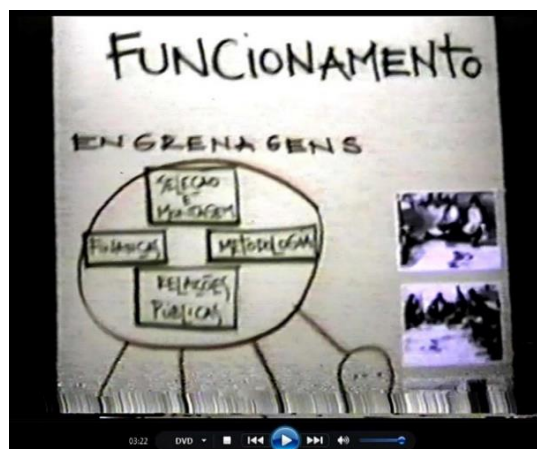 FUNCIONAMENTO
ENGRENAGENS
SELEÇÃO
E
MONTAGEM
FINANÇAS
METODOLOGIA
RELAÇÕES
PÚBLICAS
...
03:22
DVD